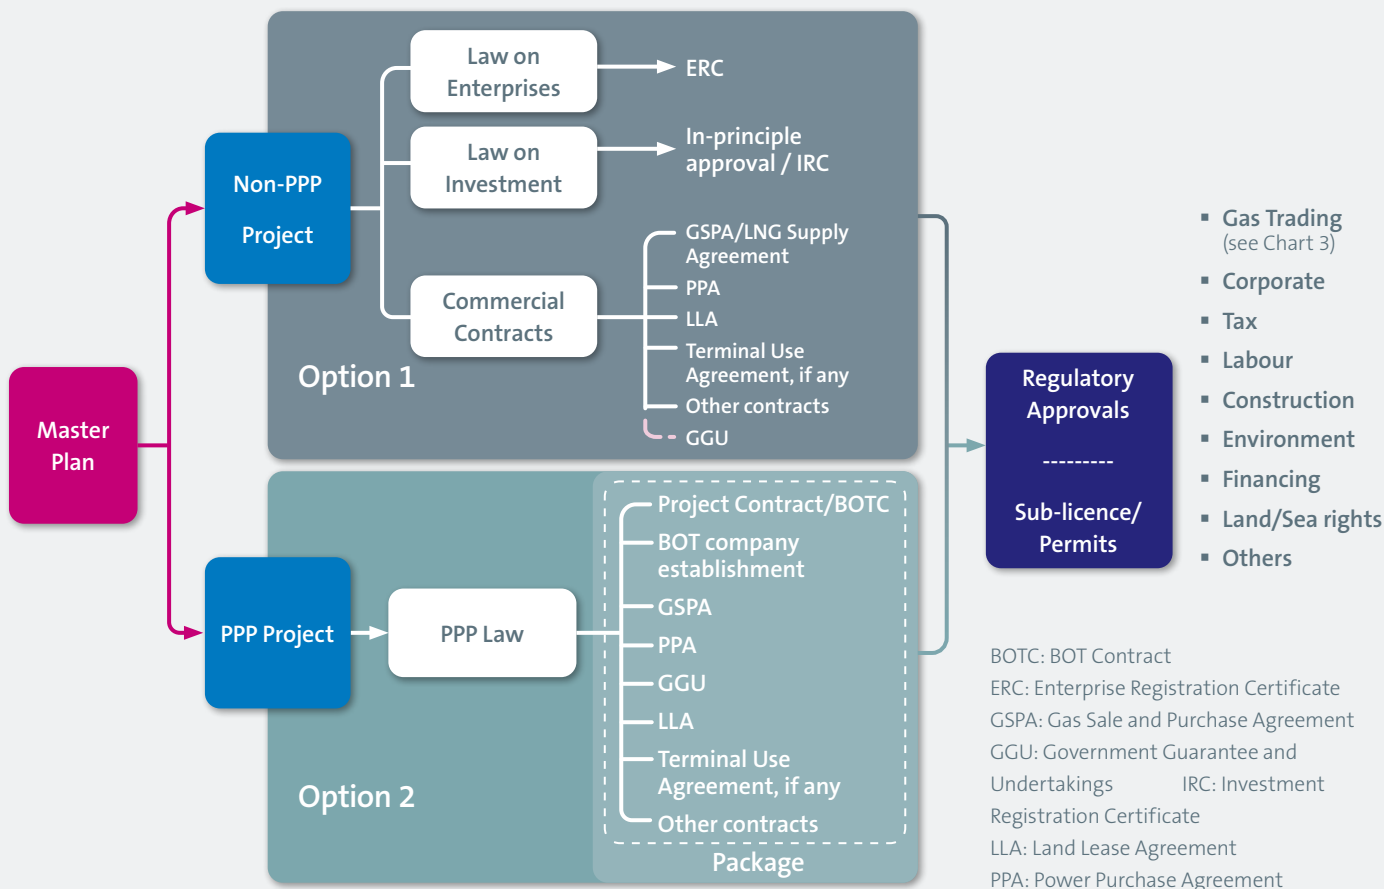 Master
Plan
Non-PPP
Project
Law on
Enterprises
ERC
Law on
Investment
In-principle
approval / IRC
Commercial
Contracts
GSPA/LNG Supply
Agreement
PPA
LLA
Terminal Use
Agreement, if any
Other contracts
GGU
Option 1
PPP Project
PPP Law
Project Contract/BOTC
BOT company
establishment
GSPA
PPA
GGU
LLA
Terminal Use
Agreement, if any
Other contracts
Package
Option 2
Regulatory
Approvals
---------
Sub-licence/
Permits
▪ Gas Trading
(see Chart 3)
▪ Corporate
▪ Tax
▪ Labour
▪ Construction
▪ Environment
▪ Financing
▪ Land/Sea rights
▪ Others
BOTC: BOT Contract
ERC: Enterprise Registration Certificate
GSPA: Gas Sale and Purchase Agreement
GGU: Government Guarantee and
Undertakings IRC: Investment
Registration Certificate
LLA: Land Lease Agreement
PPA: Power Purchase Agreement